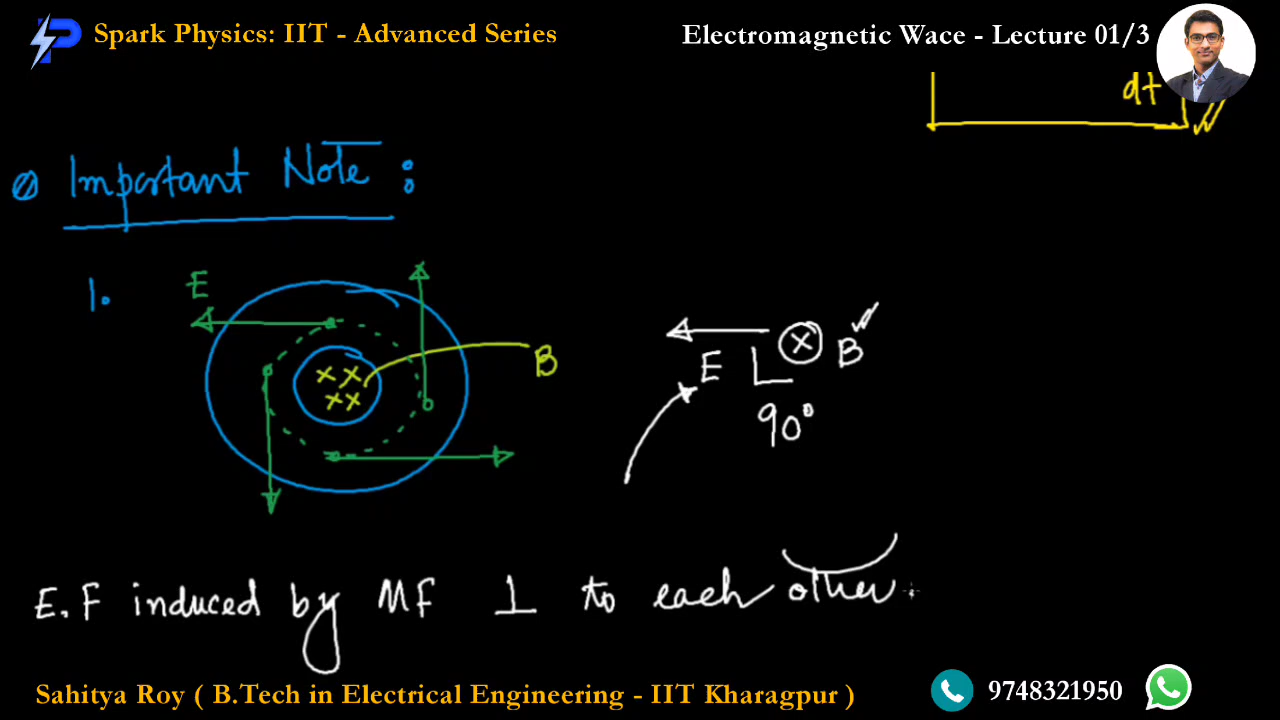 Spark Physics: IIT - Advanced Series
Electromagnetic Wace - Lecture 01/3
dt
Important Note :
1.
E
B
E
B
90°
E.F induced by MF ⊥ to each other
Sahitya Roy ( B.Tech in Electrical Engineering - IIT Kharagpur )
9748321950